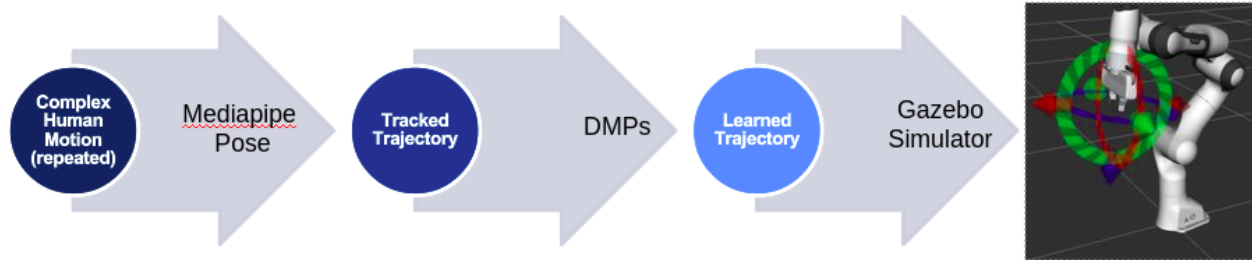 Complex
Human
Motion
(repeated)
Mediapipe
Pose
Tracked
Trajectory
DMPs
Learned
Trajectory
Gazebo
Simulator